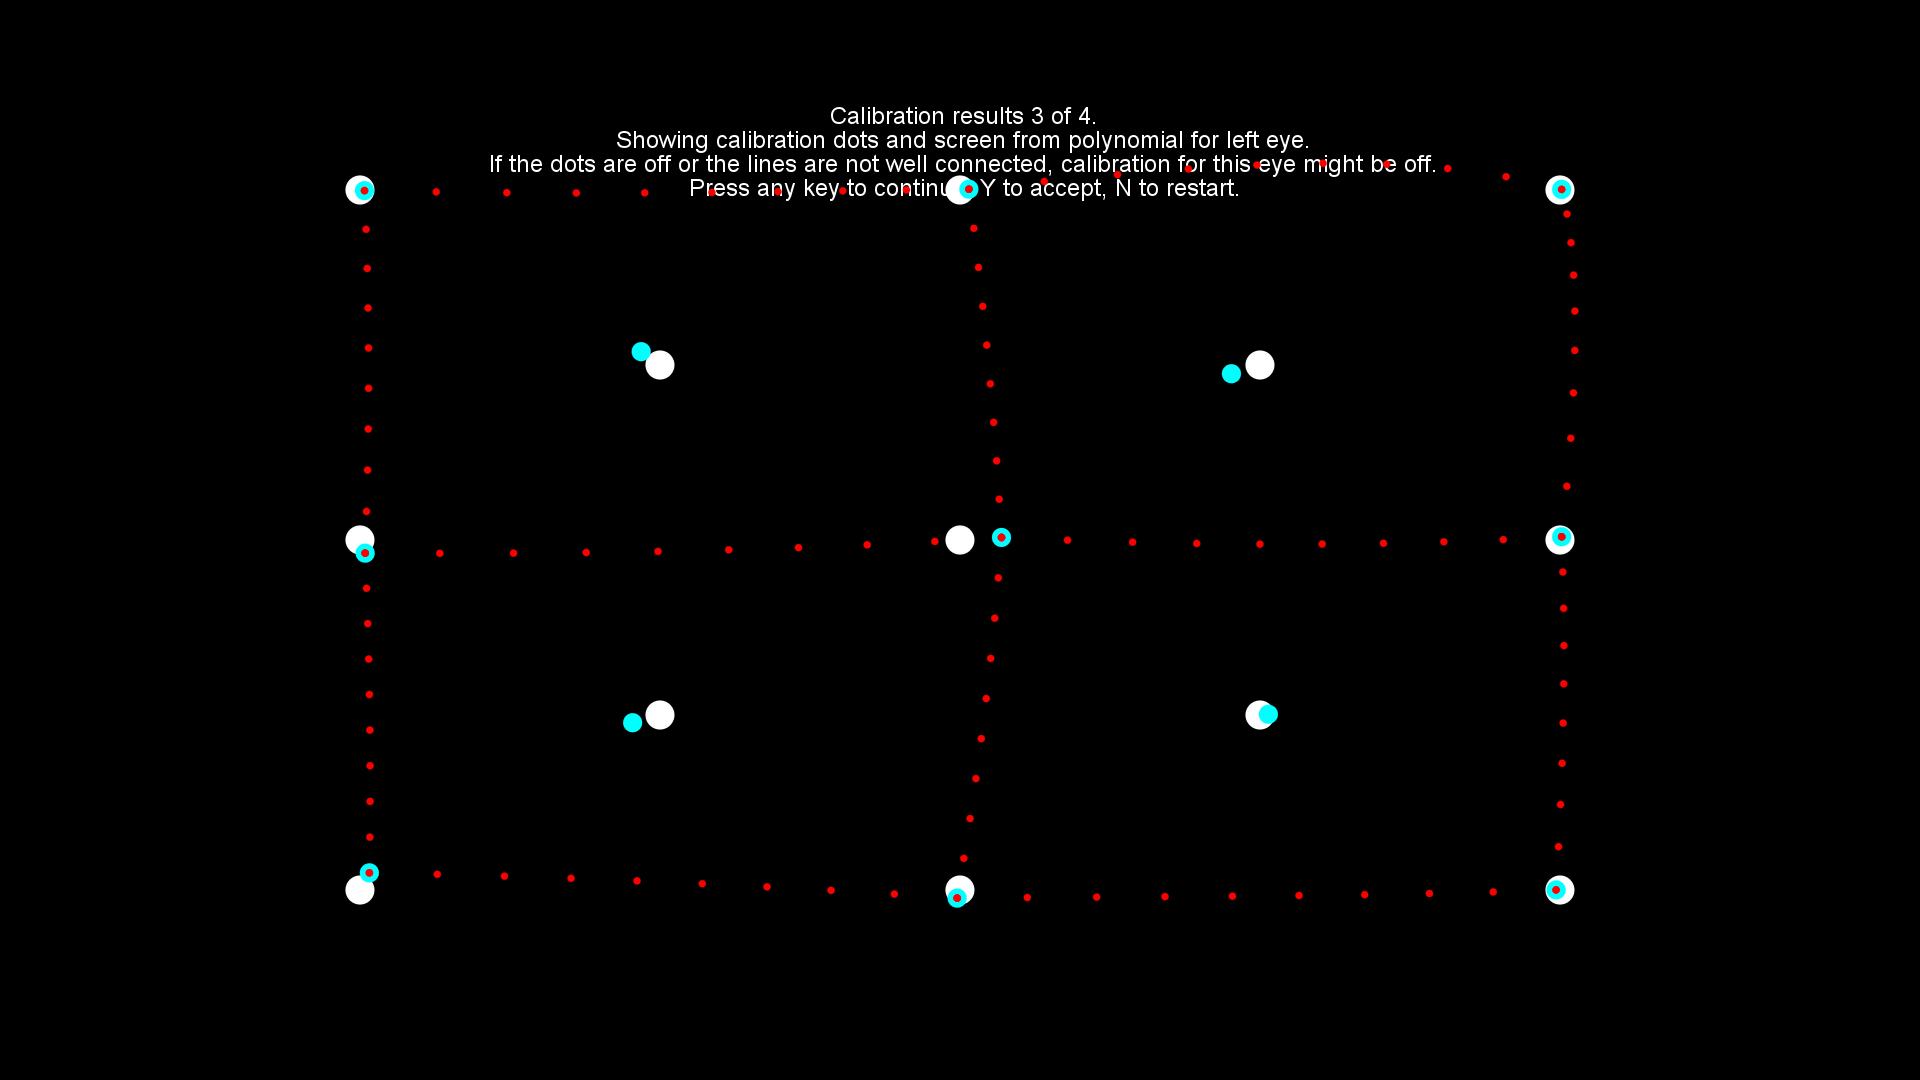 Calibration results 3 of 4.
Showing calibration dots and screen from polynomial for left eye.
If the dots are off or the lines are not well connected, calibration for this eye might be off.
Press any key to continu Y to accept, N to restart.